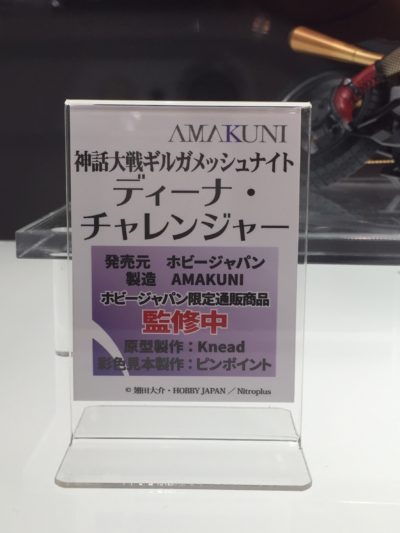 AMAKUNI
神話大戦ギルガメッシュナイト
ディーナ・
チャレンジャー
発売元 ホビージャパン
製造 AMAKUNI
ホビージャパン限定通販商品
監修中
原型製作：Knead
彩色見本製作：ピンポイント
© 翅田大介・HOBBY JAPAN／Nitroplus